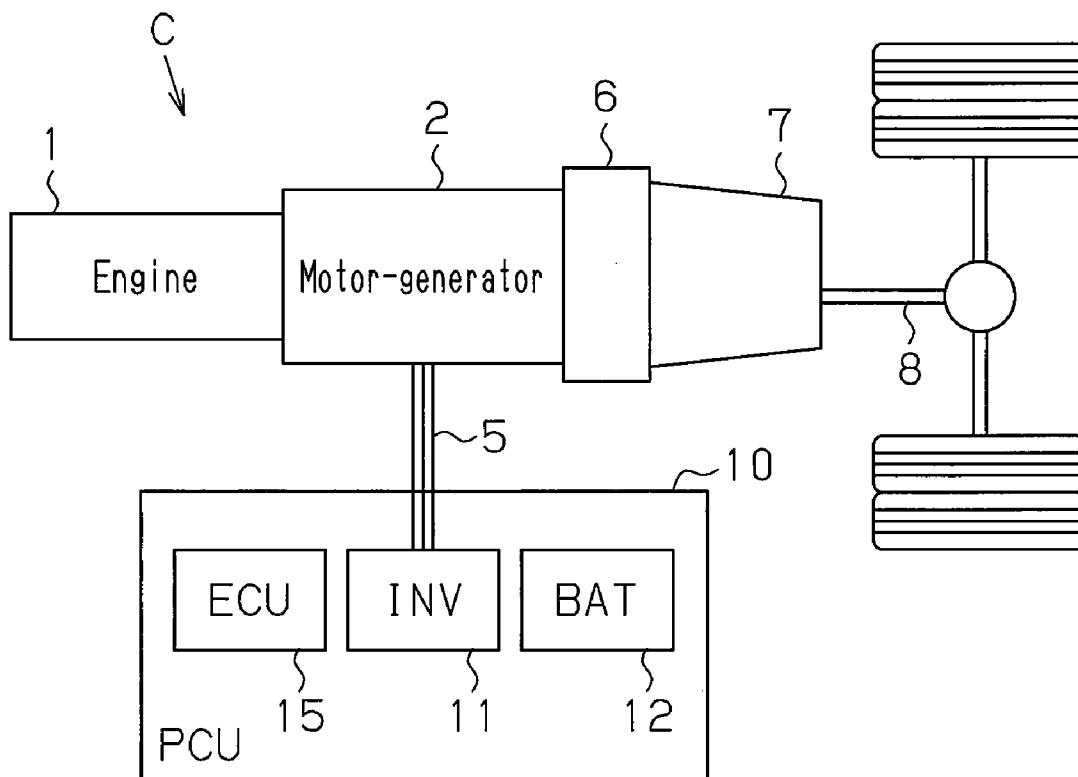 C
1
2
6
7
Engine
Motor-generator
8
5
10
ECU
INV
BAT
15
11
12
PCU